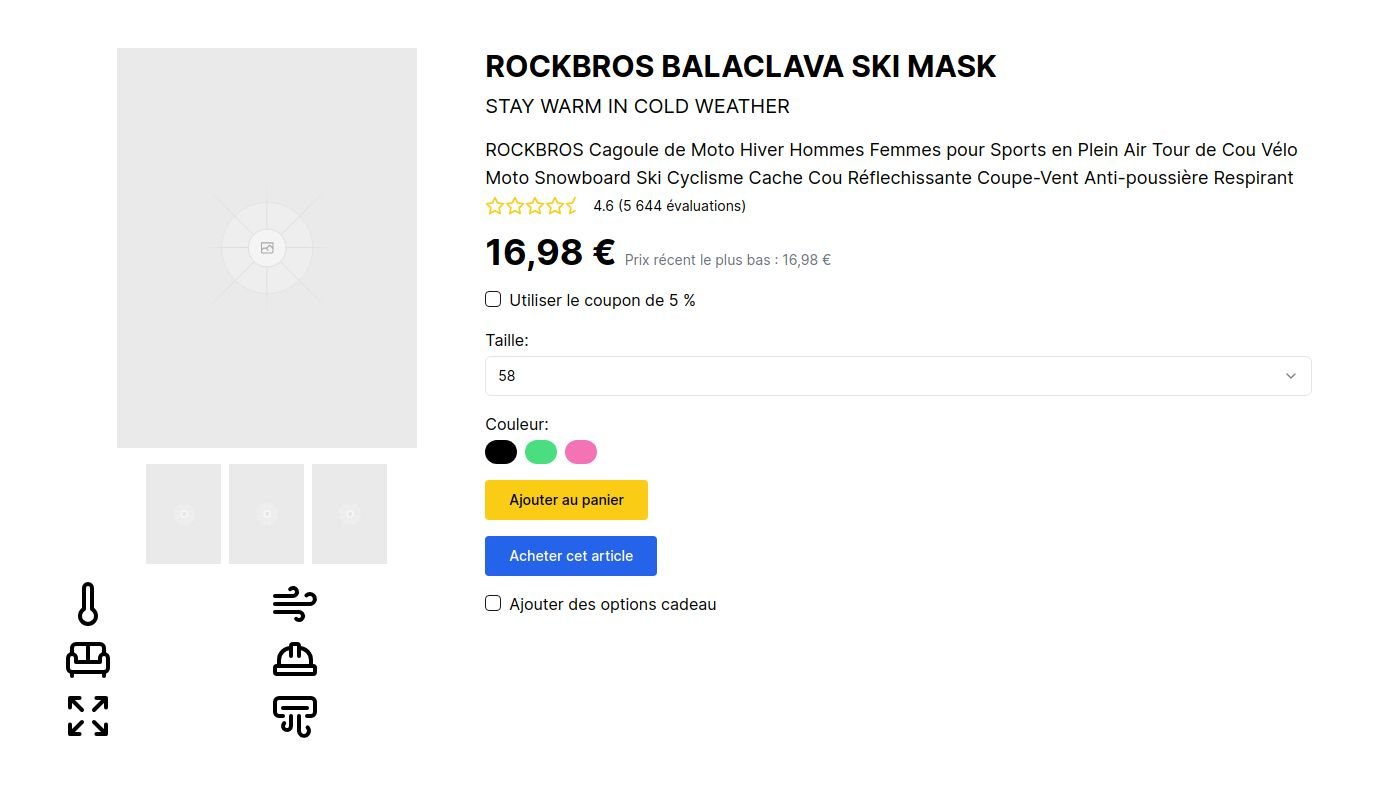 ROCKBROS BALACLAVA SKI MASK
STAY WARM IN COLD WEATHER
ROCKBROS Cagoule de Moto Hiver Hommes Femmes pour Sports en Plein Air Tour de Cou Vélo
Moto Snowboard Ski Cyclisme Cache Cou Réflechissante Coupe-Vent Anti-poussière Respirant
4.6 (5 644 évaluations)
16,98 € Prix récent le plus bas : 16,98 €
Utiliser le coupon de 5 %
Taille:
58
Couleur:
Ajouter au panier
Acheter cet article
Ajouter des options cadeau